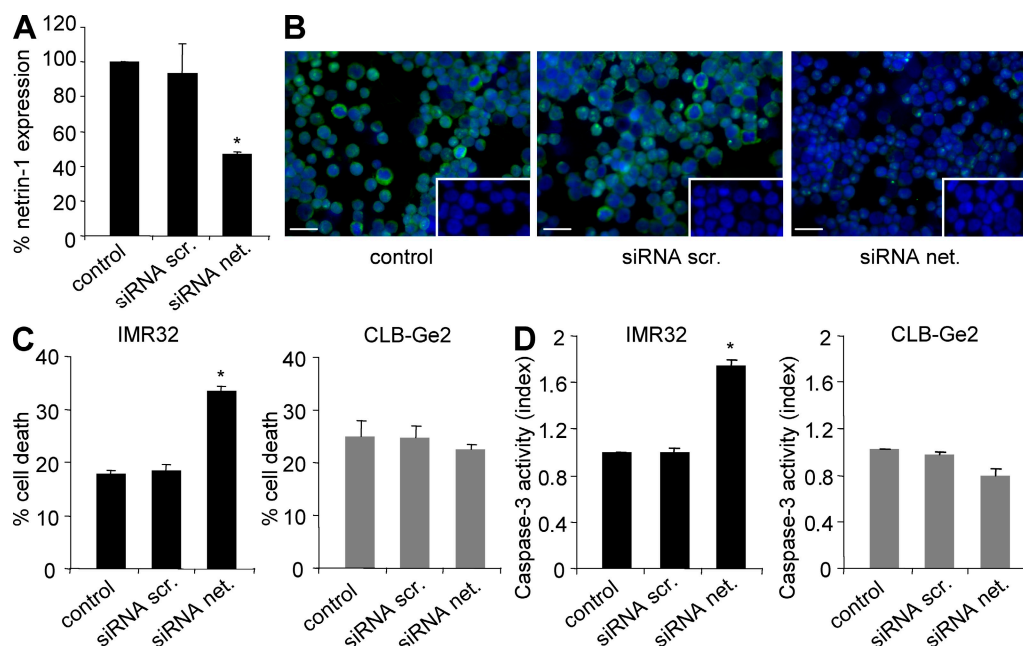 A
% netrin-1 expression
120
100
80
60
40
20
0
*
control
siRNA scr.
siRNA net.
B
control
siRNA scr.
siRNA net.
C
IMR32
% cell death
40
30
20
10
0
*
control
siRNA scr.
siRNA net.
CLB-Ge2
% cell death
40
30
20
10
0
control
siRNA scr.
siRNA net.
D
IMR32
Caspase-3 activity (index)
2
1.6
1.2
0.8
0.4
0
*
control
siRNA scr.
siRNA net.
CLB-Ge2
Caspase-3 activity (index)
2
1.6
1.2
0.8
0.4
0
control
siRNA scr.
siRNA net.